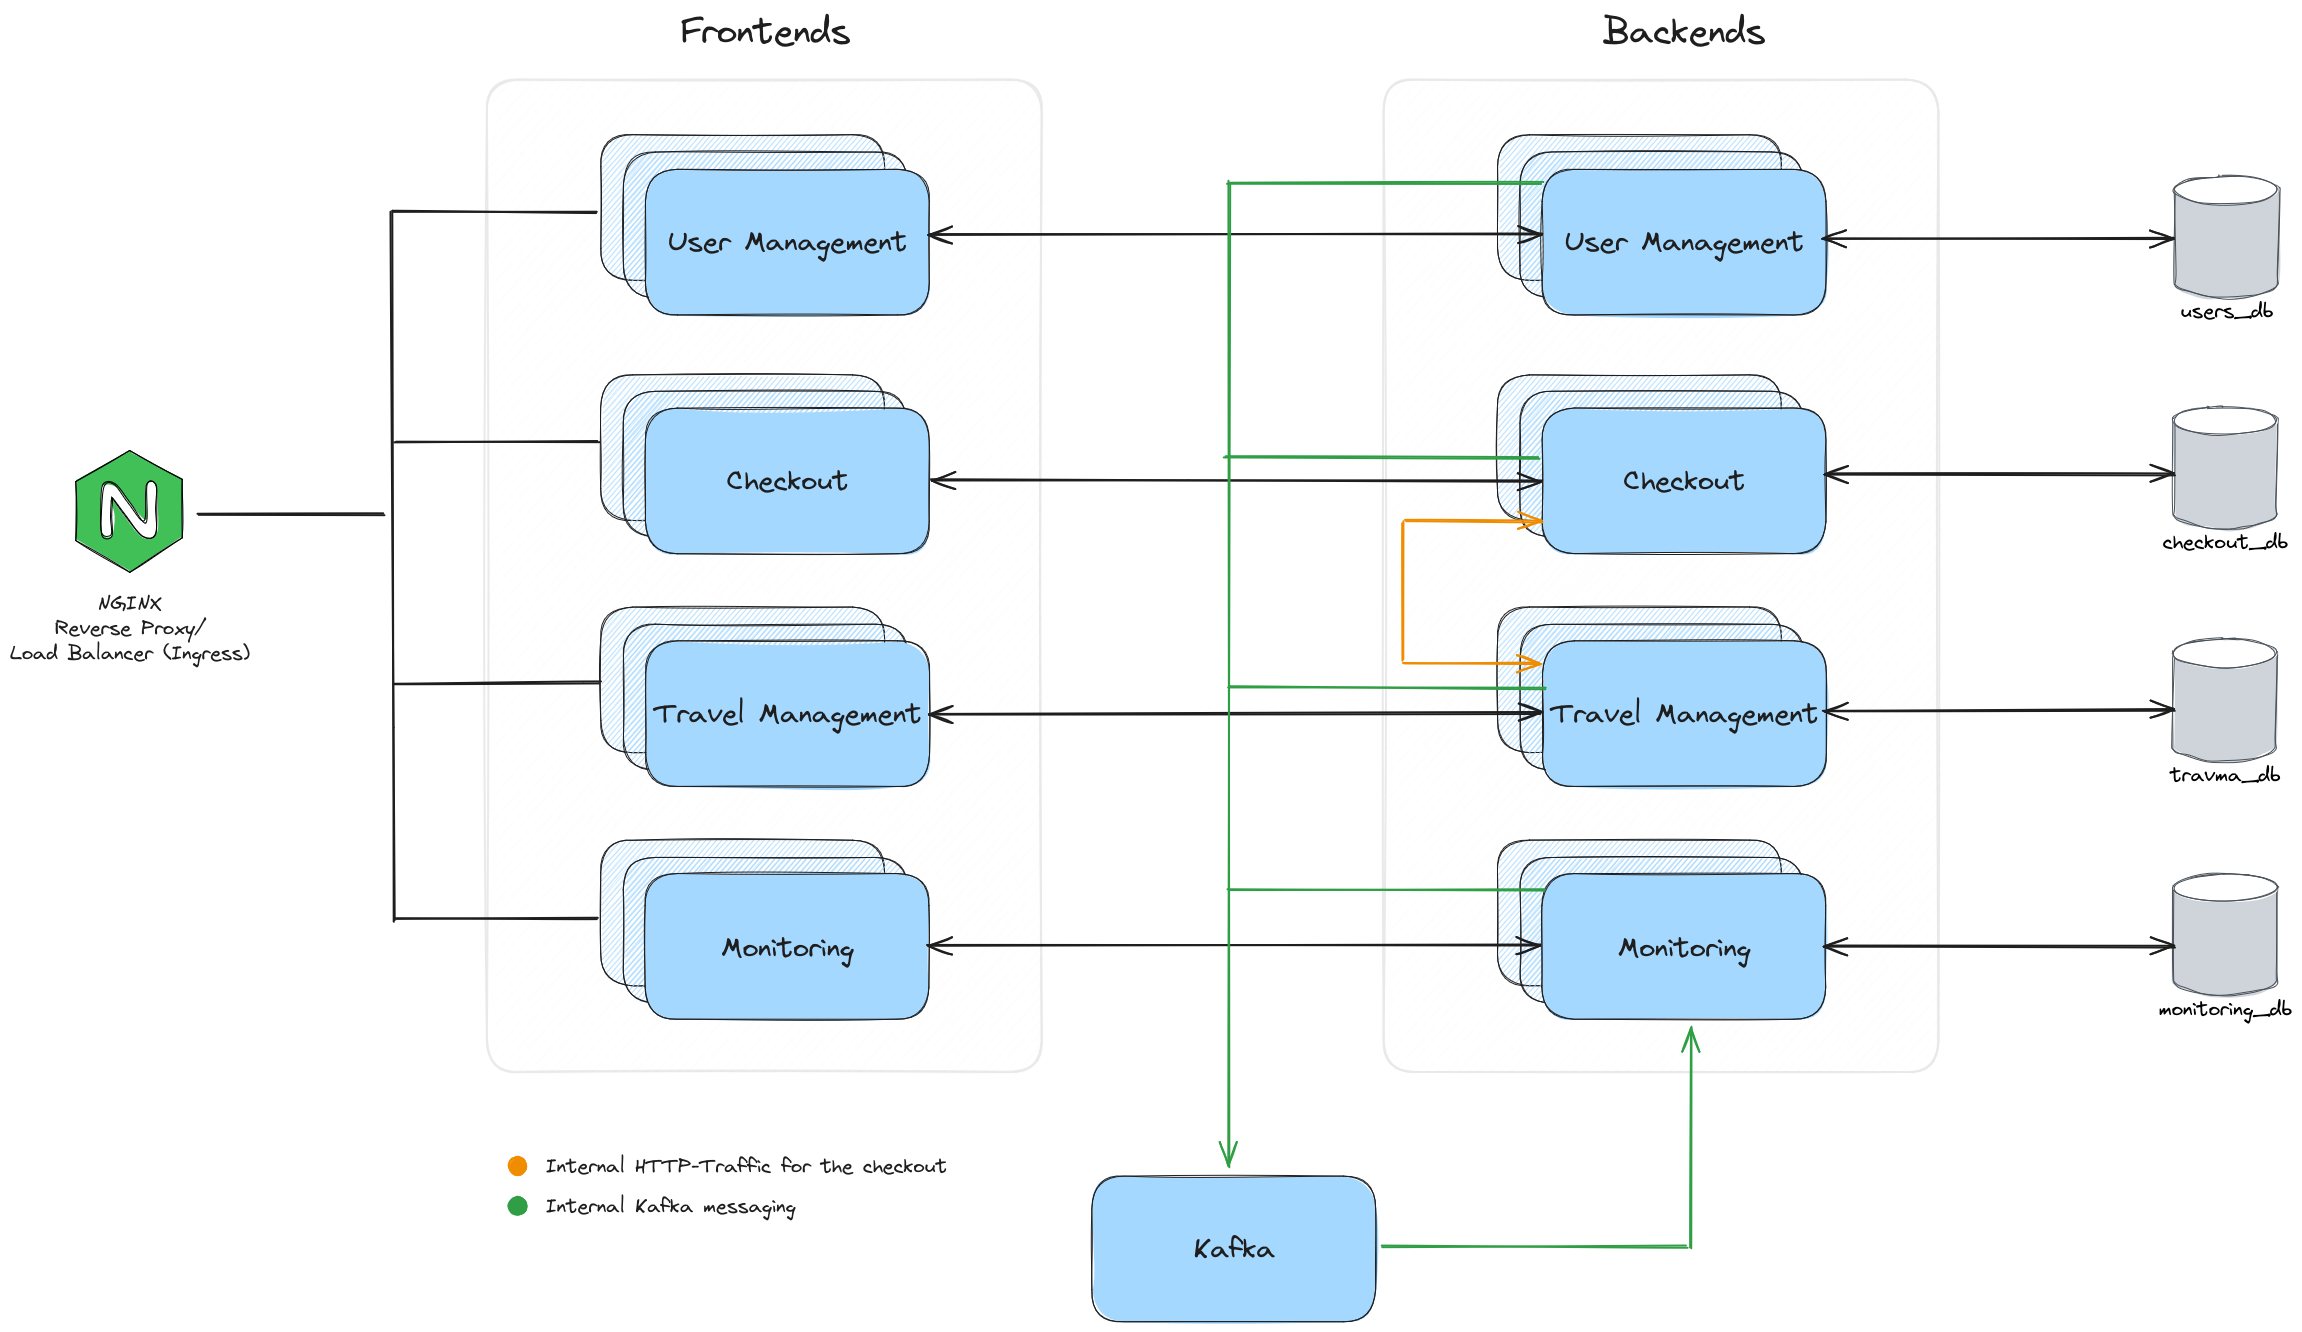 Frontends
Backends
User Management
User Management
users_db
Checkout
Checkout
checkout_db
N
NGINX
Reverse Proxy/
Load Balancer (Ingress)
Travel Management
Travel Management
travma_db
Monitoring
Monitoring
monitoring_db
Internal HTTP-Traffic for the checkout
Internal Kafka messaging
Kafka